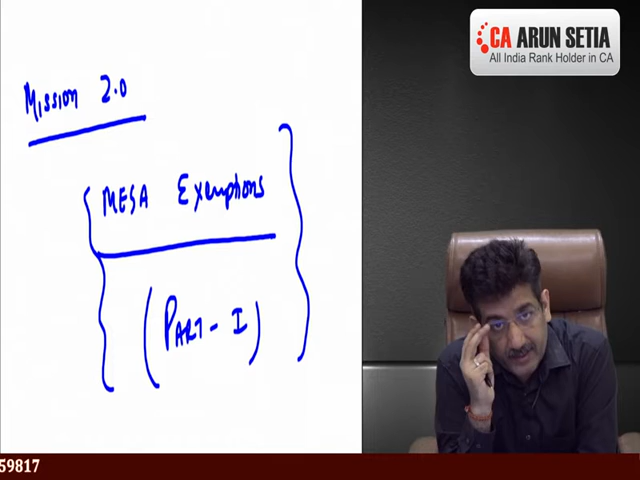 CA ARUN SETIA
All India Rank Holder in CA
Mission 2.0
MESA Exemptions
(PART-I)
59817